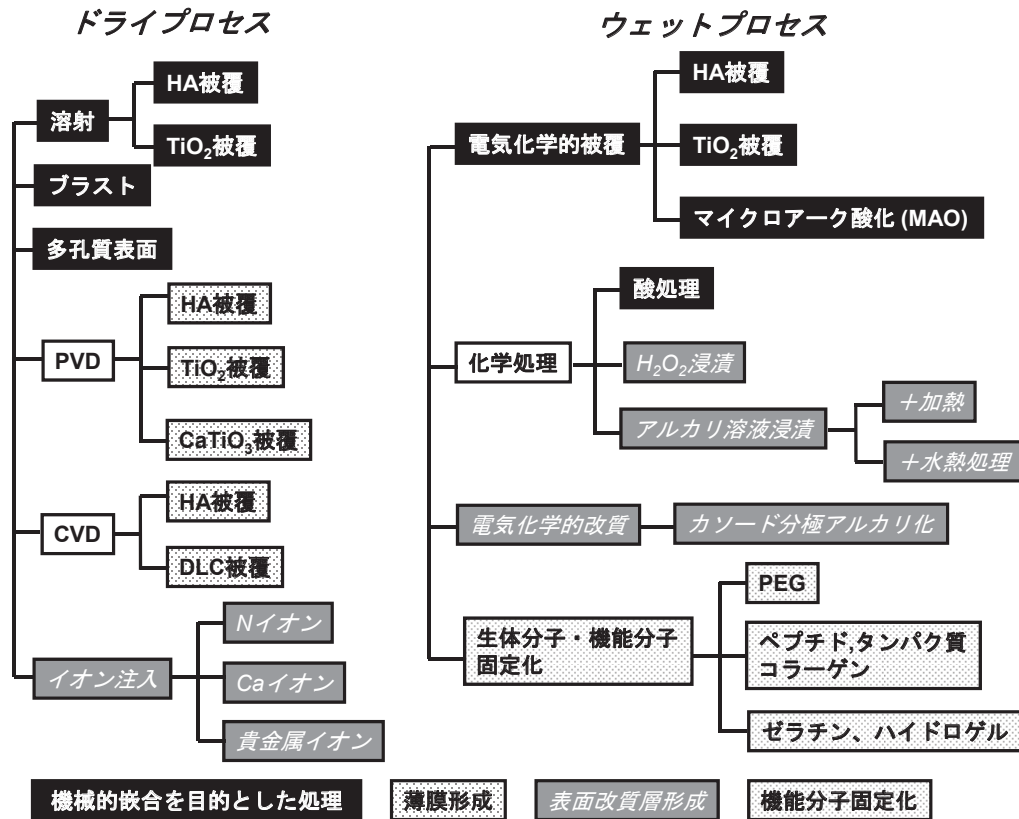 ドライプロセス
溶射
HA被覆
TiO₂被覆
ブラスト
多孔質表面
PVD
HA被覆
TiO₂被覆
CaTiO₃被覆
CVD
HA被覆
DLC被覆
イオン注入
Nイオン
Caイオン
貴金属イオン
ウェットプロセス
電気化学的被覆
HA被覆
TiO₂被覆
マイクロアーク酸化 (MAO)
化学処理
酸処理
H₂O₂浸漬
アルカリ溶液浸漬
＋加熱
＋水熱処理
電気化学的改質
カソード分極アルカリ化
生体分子・機能分子
固定化
PEG
ペプチド,タンパク質
コラーゲン
ゼラチン、ハイドロゲル
機械的嵌合を目的とした処理
薄膜形成
表面改質層形成
機能分子固定化